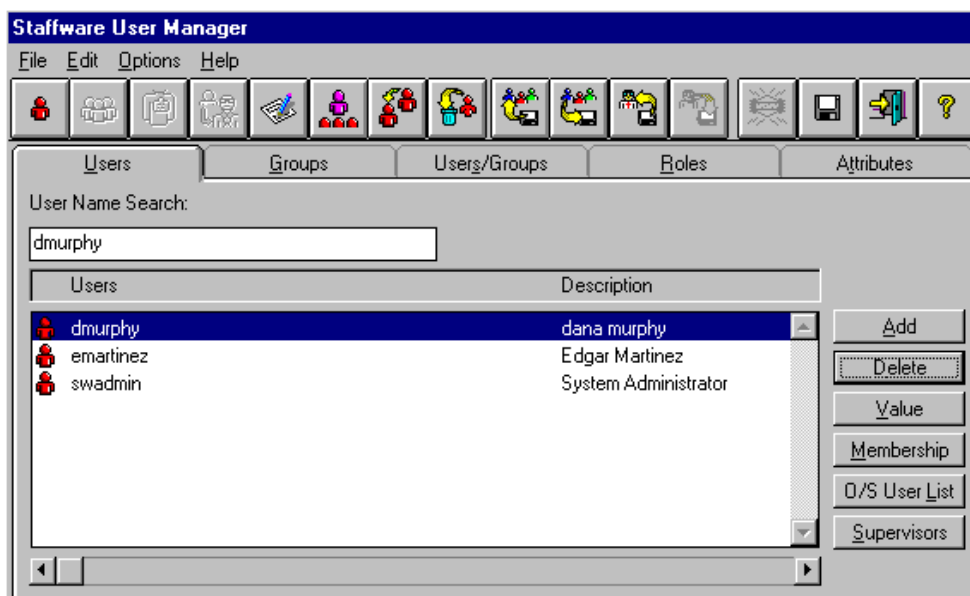 Staffware User Manager
File Edit Options Help
?
Users Groups Users/Groups Roles Attributes
User Name Search:
dmurphy
Users Description
dmurphy dana murphy
emartinez Edgar Martinez
swadmin System Administrator
Add
Delete
Value
Membership
O/S User List
Supervisors